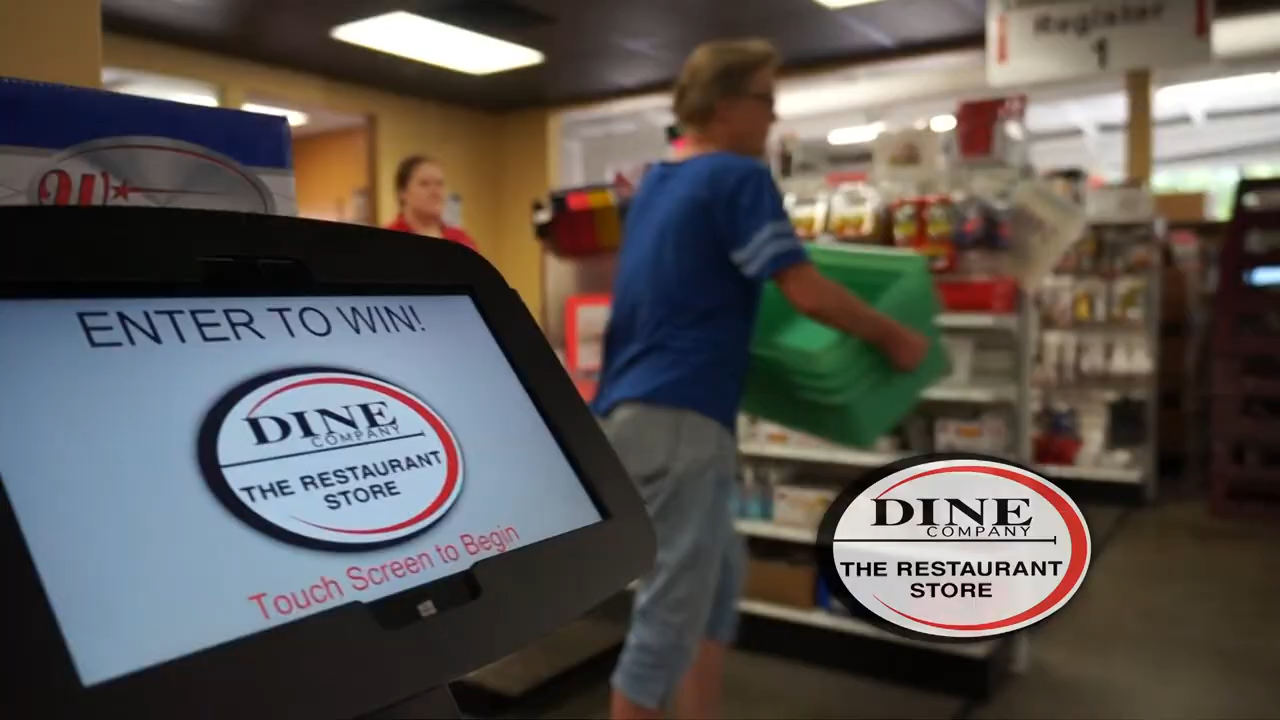 Register
1
W
ENTER TO WIN!
DINE
COMPANY
THE RESTAURANT
STORE
Touch Screen to Begin
DINE
COMPANY
THE RESTAURANT
STORE